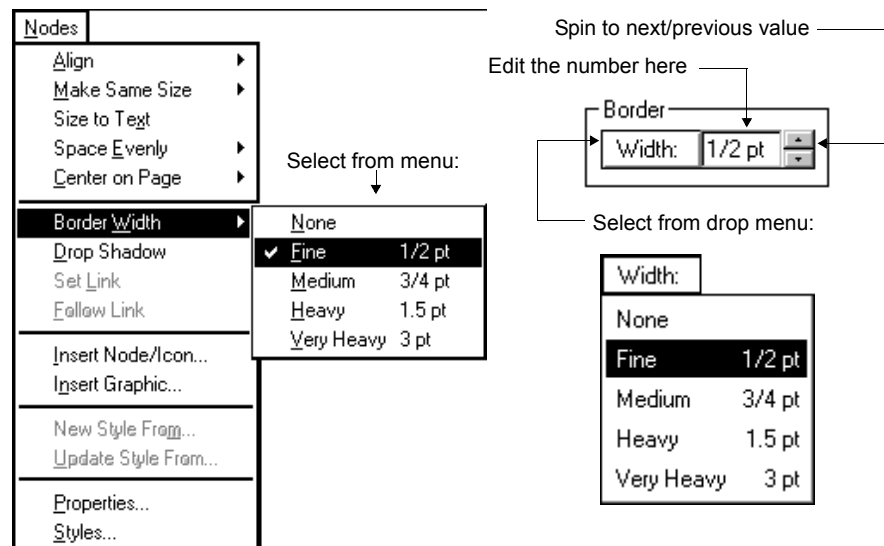 Nodes
Align
Make Same Size
Size to Text
Space Evenly
Center on Page
Border Width
Drop Shadow
Set Link
Follow Link
Insert Node/Icon...
Insert Graphic...
New Style From...
Update Style From...
Properties...
Styles...
Select from menu:
None
Fine 1/2 pt
Medium 3/4 pt
Heavy 1.5 pt
Very Heavy 3 pt
Spin to next/previous value
Edit the number here
Border
Width: 1/2 pt
Select from drop menu:
Width:
None
Fine 1/2 pt
Medium 3/4 pt
Heavy 1.5 pt
Very Heavy 3 pt